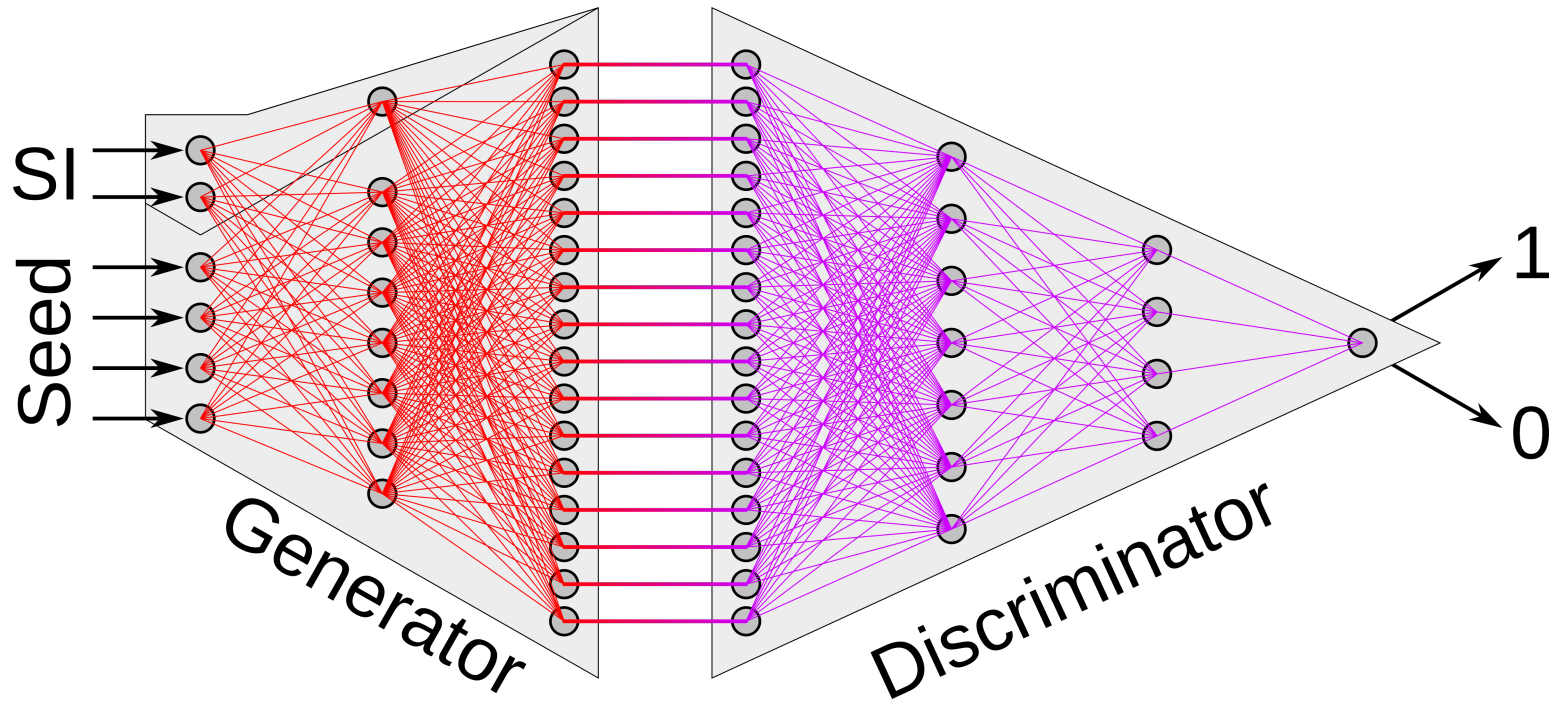 SI
Seed
Generator
Discriminator
1
0